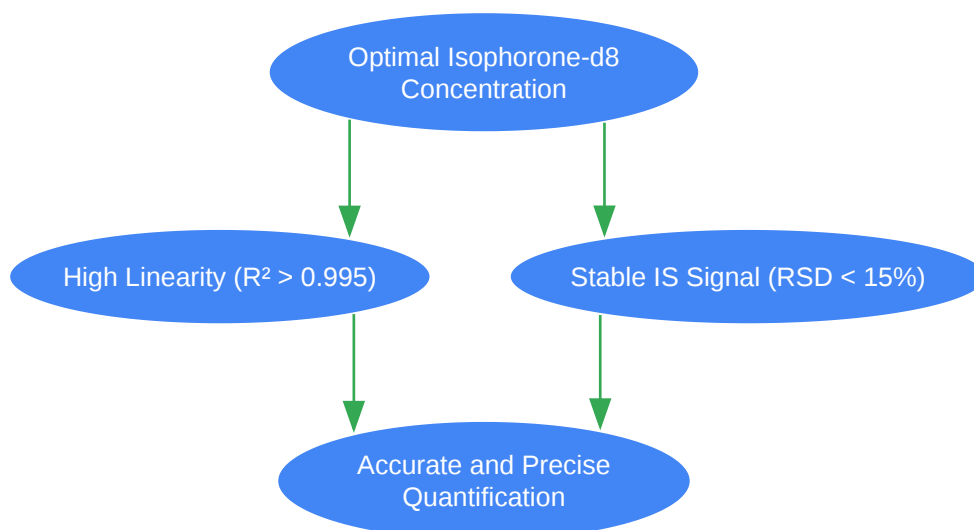 Optimal Isophorone-d8
Concentration
High Linearity (R² > 0.995)
Stable IS Signal (RSD < 15%)
Accurate and Precise
Quantification